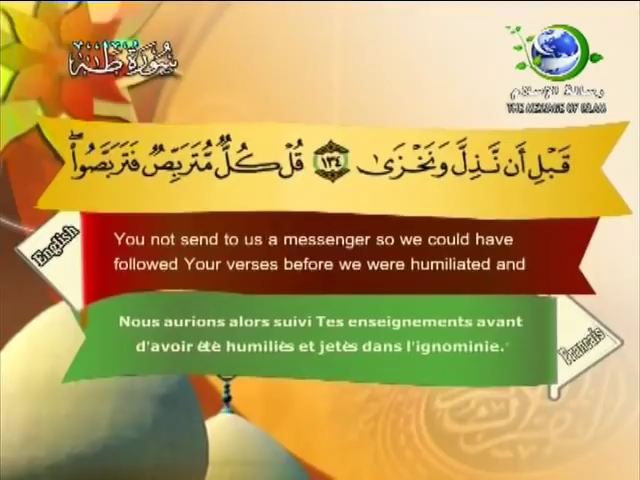 سُورَةُ طه
رسالة الإسلام
THE MESSAGE OF ISLAM
قَبْلِ أَن نَّذِلَّ وَنَخْزَىٰ ١٣٤ قُلْ كُلٌّ مُّتَرَبِّصٌ فَتَرَبَّصُوا۟ۖ
English
You not send to us a messenger so we could have
followed Your verses before we were humiliated and
Nous aurions alors suivi Tes enseignements avant
d'avoir été humiliés et jetés dans l'ignominie."
Francais